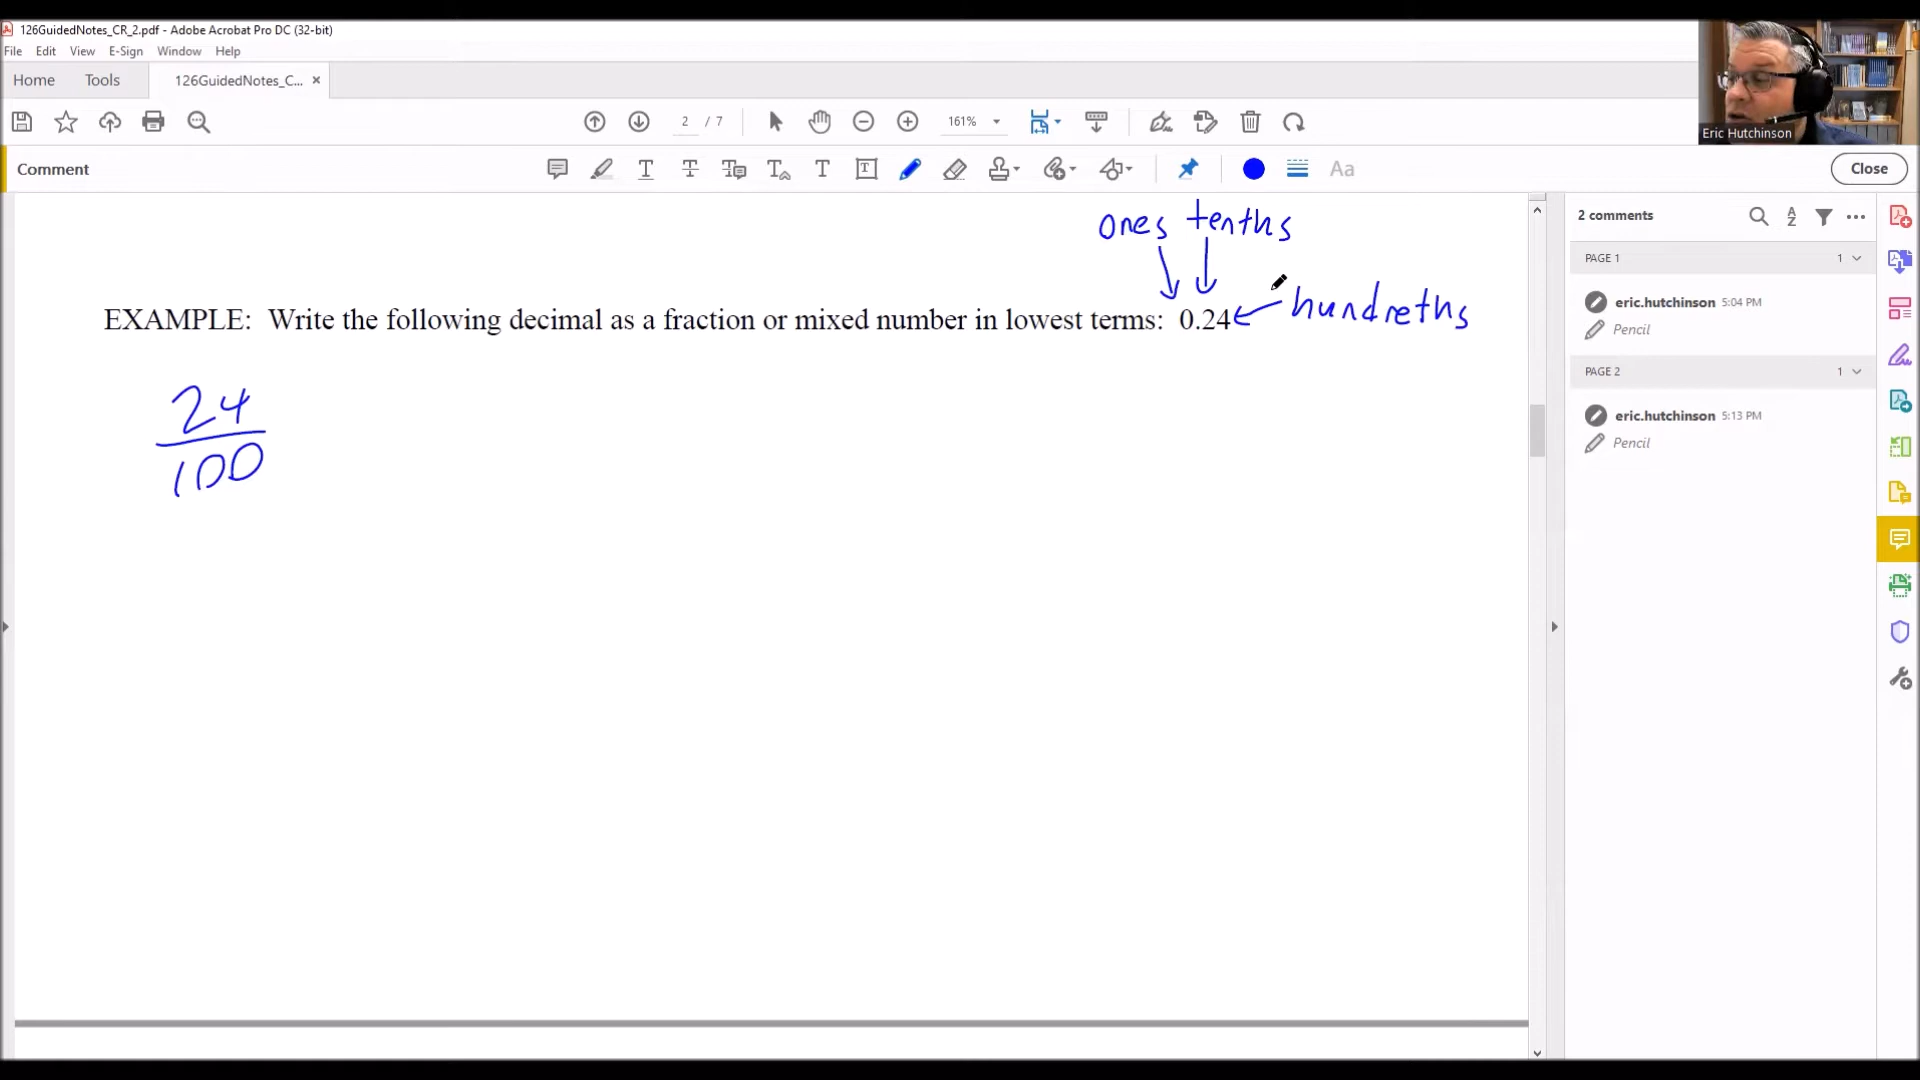 126GuidedNotes_CR_2.pdf - Adobe Acrobat Pro DC (32-bit)
File Edit View E-Sign Window Help
Home Tools 126GuidedNotes_C... ×
2 / 7 161%
Eric Hutchinson
Comment
Aa
Close
ones tenths
2 comments
PAGE 1 1
EXAMPLE: Write the following decimal as a fraction or mixed number in lowest terms: 0.24
hundreths
eric.hutchinson 5:04 PM
Pencil
PAGE 2 1
24
100
eric.hutchinson 5:13 PM
Pencil